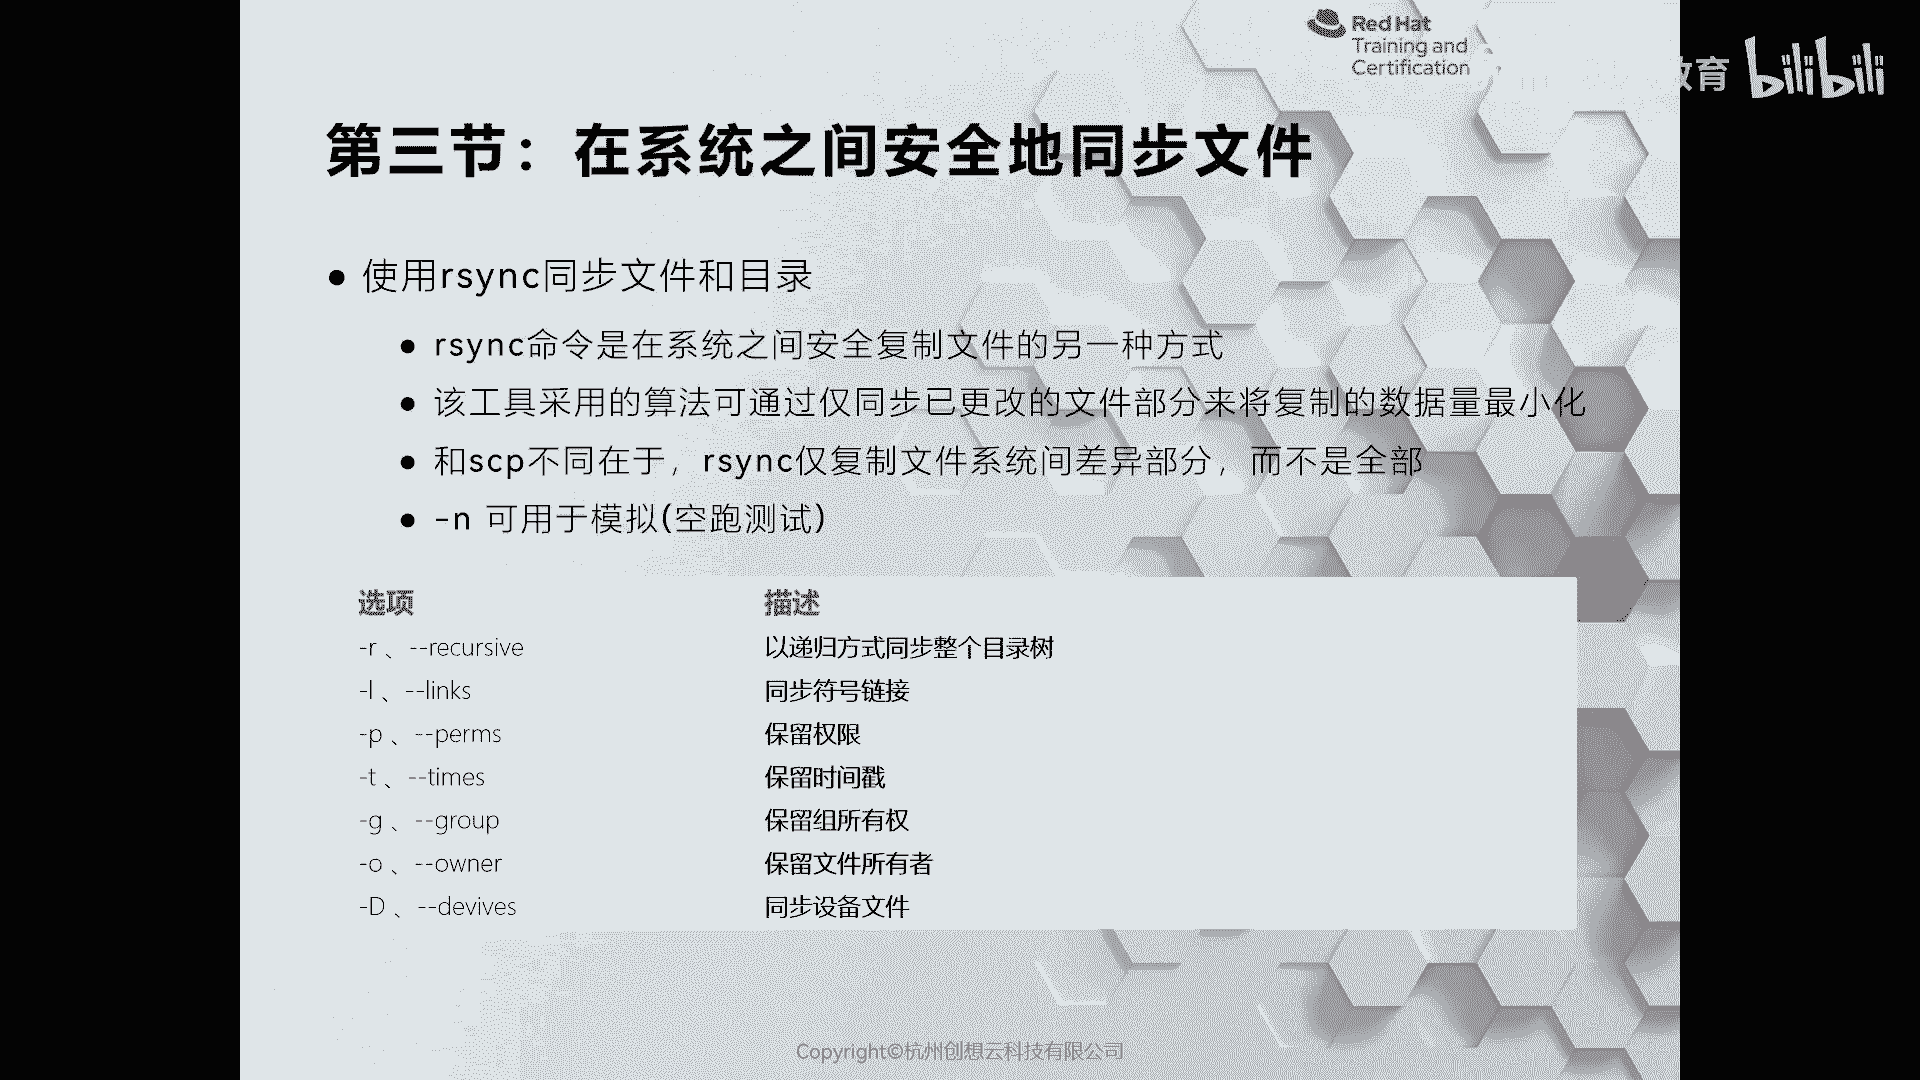 Red Hat
Training and
Certification
教育 bilibili
第三节：在系统之间安全地同步文件
● 使用rsync同步文件和目录
● rsync命令是在系统之间安全复制文件的另一种方式
● 该工具采用的算法可通过仅同步已更改的文件部分来将复制的数据量最小化
● 和scp不同在于，rsync仅复制文件系统间差异部分，而不是全部
● -n 可用于模拟(空跑测试)
选项 描述
-r 、--recursive 以递归方式同步整个目录树
-l 、--links 同步符号链接
-p 、--perms 保留权限
-t 、--times 保留时间戳
-g 、--group 保留组所有权
-o 、--owner 保留文件所有者
-D 、--devives 同步设备文件
Copyright©杭州创想云科技有限公司